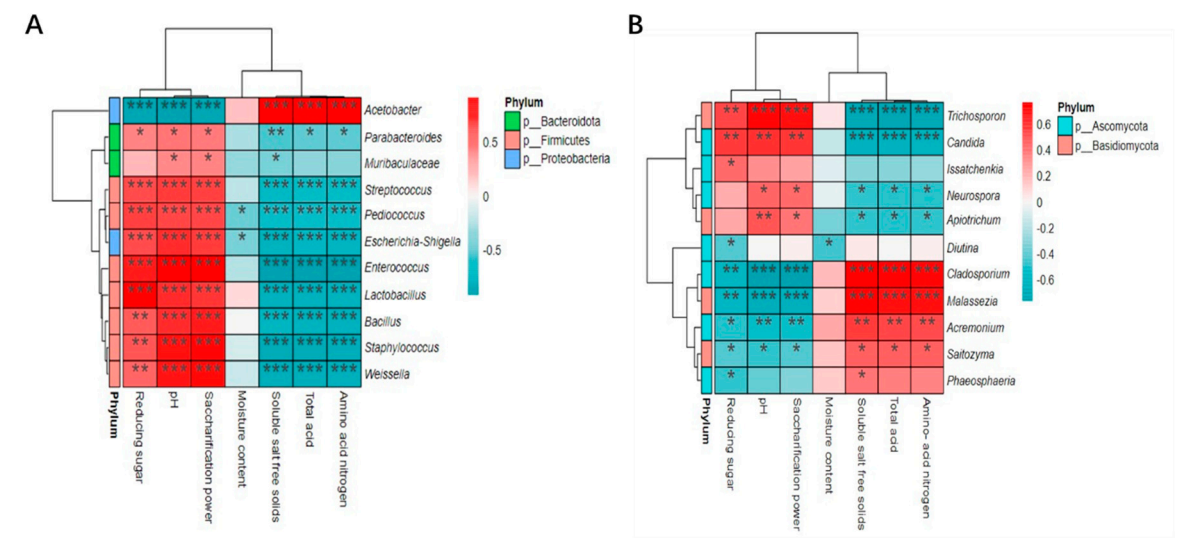 A
*** *** *** *** *** *** Acetobacter
* * * ** * * Parabacteroides
* * * Muribaculaceae
*** *** *** *** *** *** Streptococcus
*** *** *** * *** *** *** Pediococcus
*** *** *** * *** *** *** Escherichia-Shigella
*** *** *** *** *** *** Enterococcus
*** *** *** *** *** *** Lactobacillus
** *** *** *** *** *** Bacillus
** *** *** *** *** *** Staphylococcus
** *** *** *** *** *** Weissella
Phylum
Reducing sugar
pH
Saccharification power
Moisture content
Soluble salt free solids
Total acid
Amino acid nitrogen
0.5
0
-0.5
Phylum
p__Bacteroidota
p__Firmicutes
p__Proteobacteria
B
** *** *** *** *** *** Trichosporon
** ** ** *** *** *** Candida
* Issatchenkia
* * * * * Neurospora
** * * * * Apiotrichum
* * Diutina
** *** *** *** *** *** Cladosporium
** *** *** *** *** *** Malassezia
* ** ** ** ** ** Acremonium
* * * * * * Saitozyma
* * Phaeosphaeria
Phylum
Reducing sugar
pH
Saccharification power
Moisture content
Soluble salt free solids
Total acid
Amino- acid nitrogen
0.6
0.4
0.2
0
-0.2
-0.4
-0.6
Phylum
p__Ascomycota
p__Basidiomycota